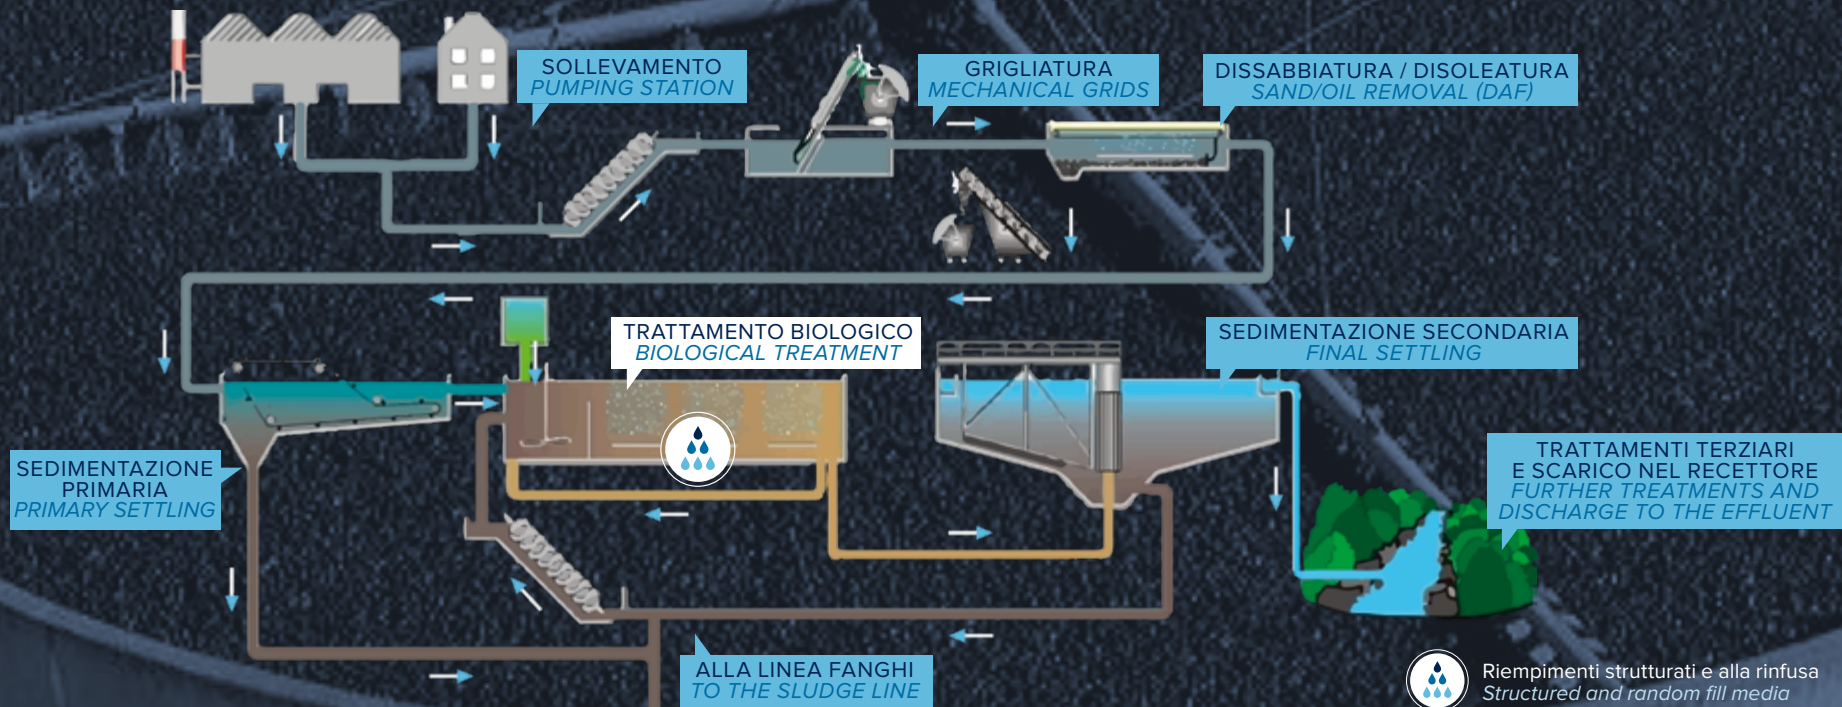 SOLLEVAMENTO
PUMPING STATION
GRIGLIATURA
MECHANICAL GRIDS
DISSABBIATURA / DISOLEATURA
SAND/OIL REMOVAL (DAF)
TRATTAMENTO BIOLOGICO
BIOLOGICAL TREATMENT
SEDIMENTAZIONE SECONDARIA
FINAL SETTLING
SEDIMENTAZIONE
PRIMARIA
PRIMARY SETTLING
TRATTAMENTI TERZIARI
E SCARICO NEL RECETTORE
FURTHER TREATMENTS AND
DISCHARGE TO THE EFFLUENT
ALLA LINEA FANGHI
TO THE SLUDGE LINE
Riempimenti strutturati e alla rinfusa
Structured and random fill media